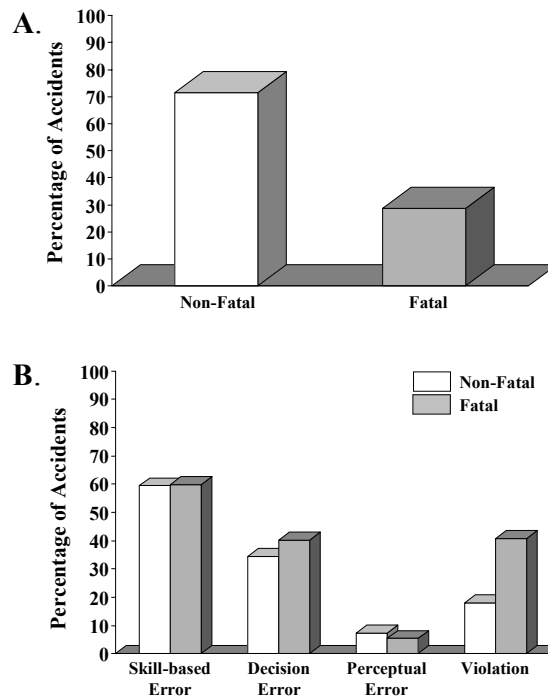 A.
Percentage of Accidents
100
90
80
70
60
50
40
30
20
10
0
Non-Fatal
Fatal
B.
Percentage of Accidents
100
90
80
70
60
50
40
30
20
10
0
Non-Fatal
Fatal
Skill-based
Error
Decision
Error
Perceptual
Error
Violation